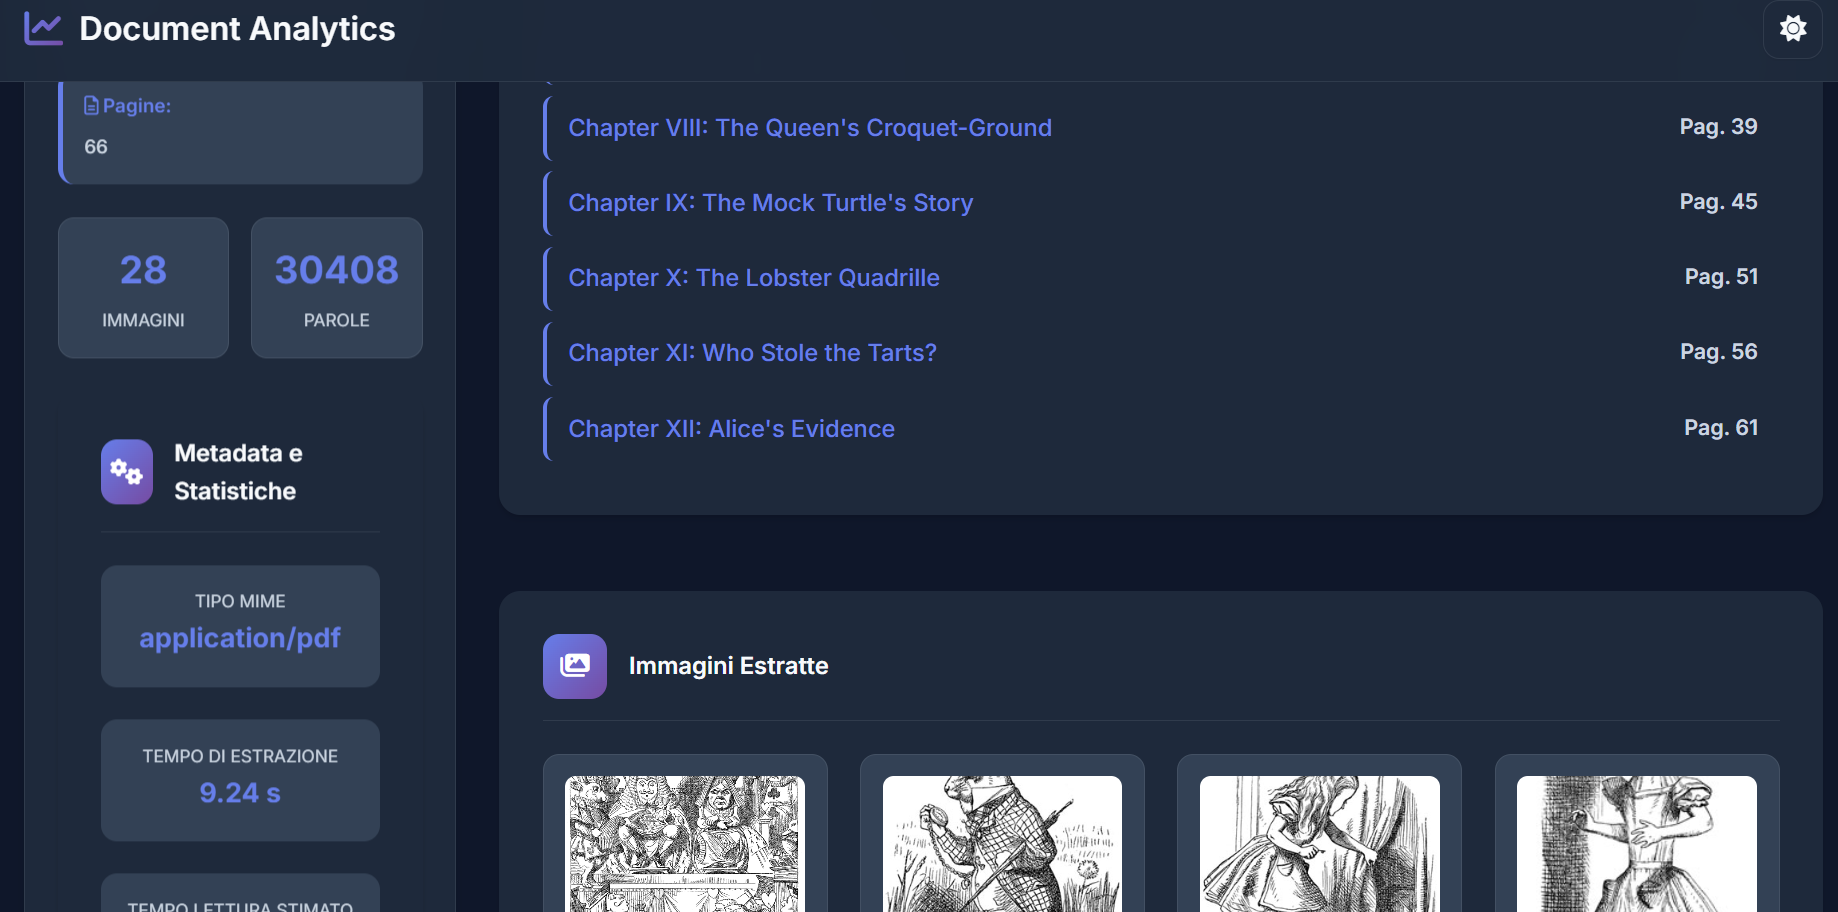 Document Analytics
Pagine:
66
28
IMMAGINI
30408
PAROLE
Metadata e
Statistiche
TIPO MIME
application/pdf
TEMPO DI ESTRAZIONE
9.24 s
TEMPO LETTURA STIMATO
Chapter VIII: The Queen's Croquet-Ground Pag. 39
Chapter IX: The Mock Turtle's Story Pag. 45
Chapter X: The Lobster Quadrille Pag. 51
Chapter XI: Who Stole the Tarts? Pag. 56
Chapter XII: Alice's Evidence Pag. 61
Immagini Estratte